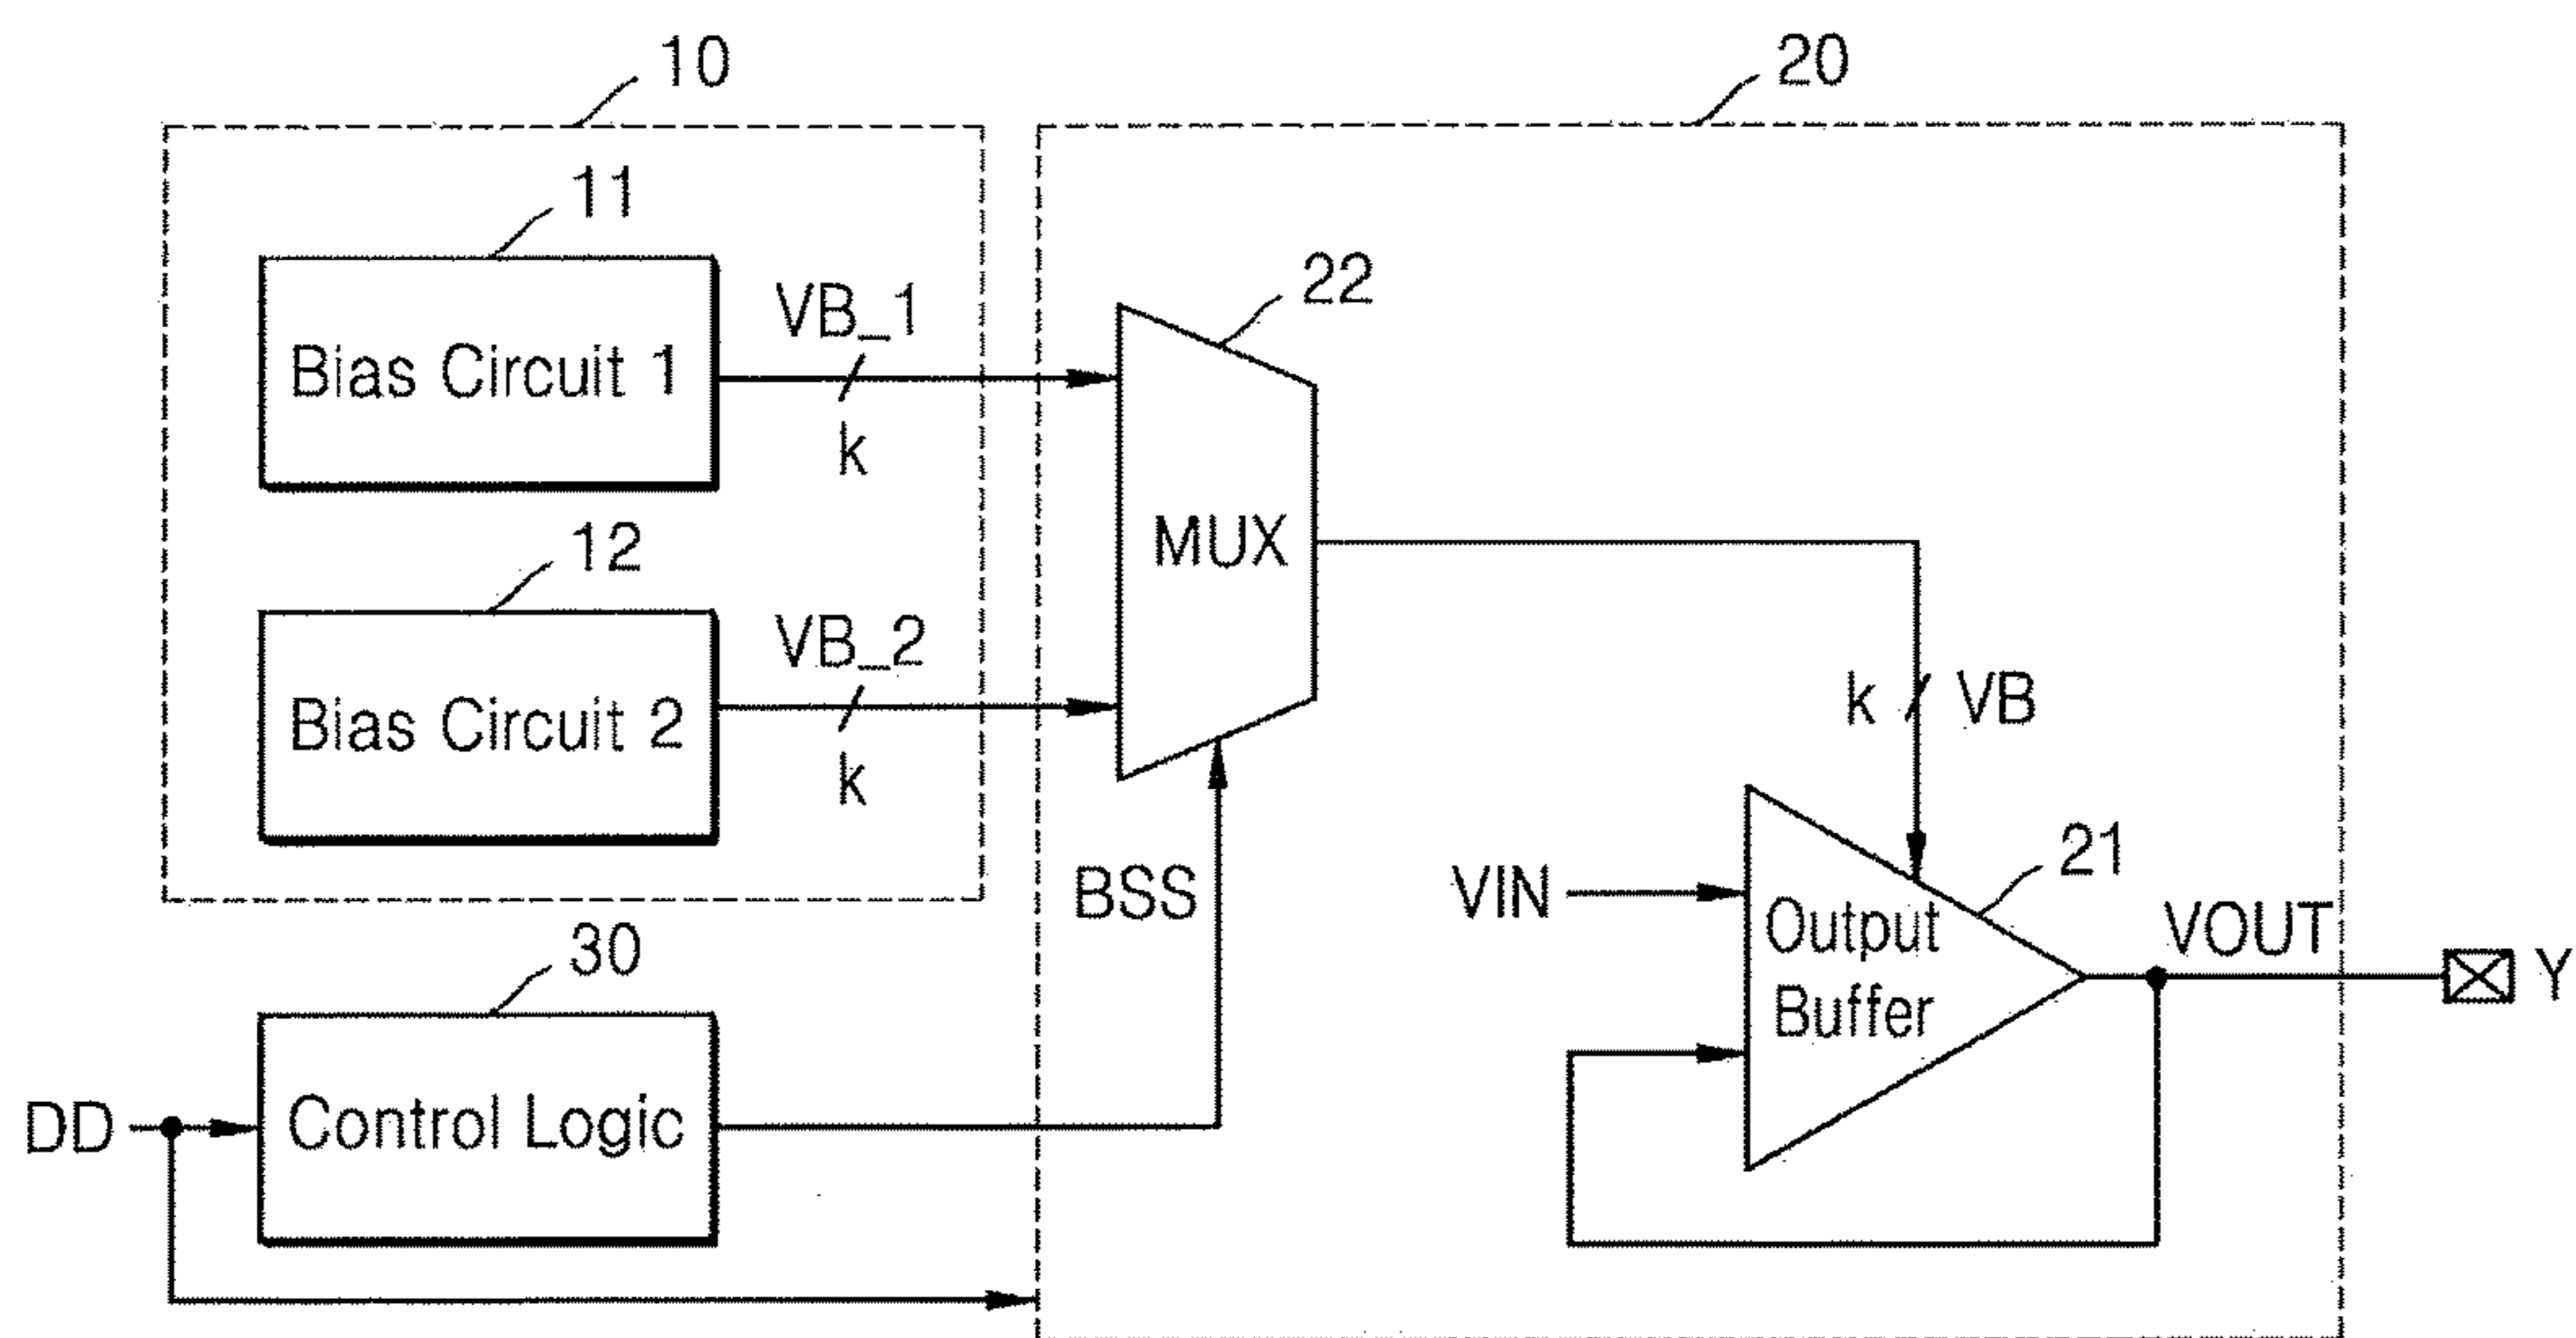 10
20
11
Bias Circuit 1
VB_1
k
22
MUX
12
Bias Circuit 2
VB_2
k
k
VB
BSS
VIN
Output
Buffer
21
VOUT
Y
30
DD
Control Logic